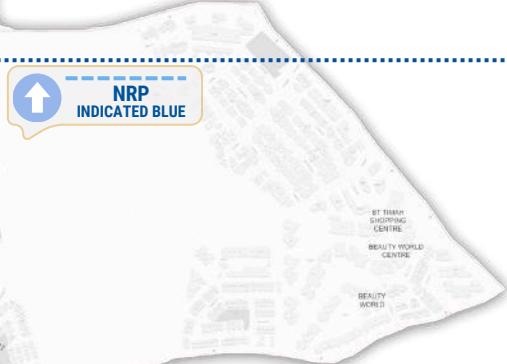 NRP
INDICATED BLUE
BT TIMAH
SHOPPING
CENTRE
BEAUTY WORLD
CENTRE
BEAUTY
WORLD